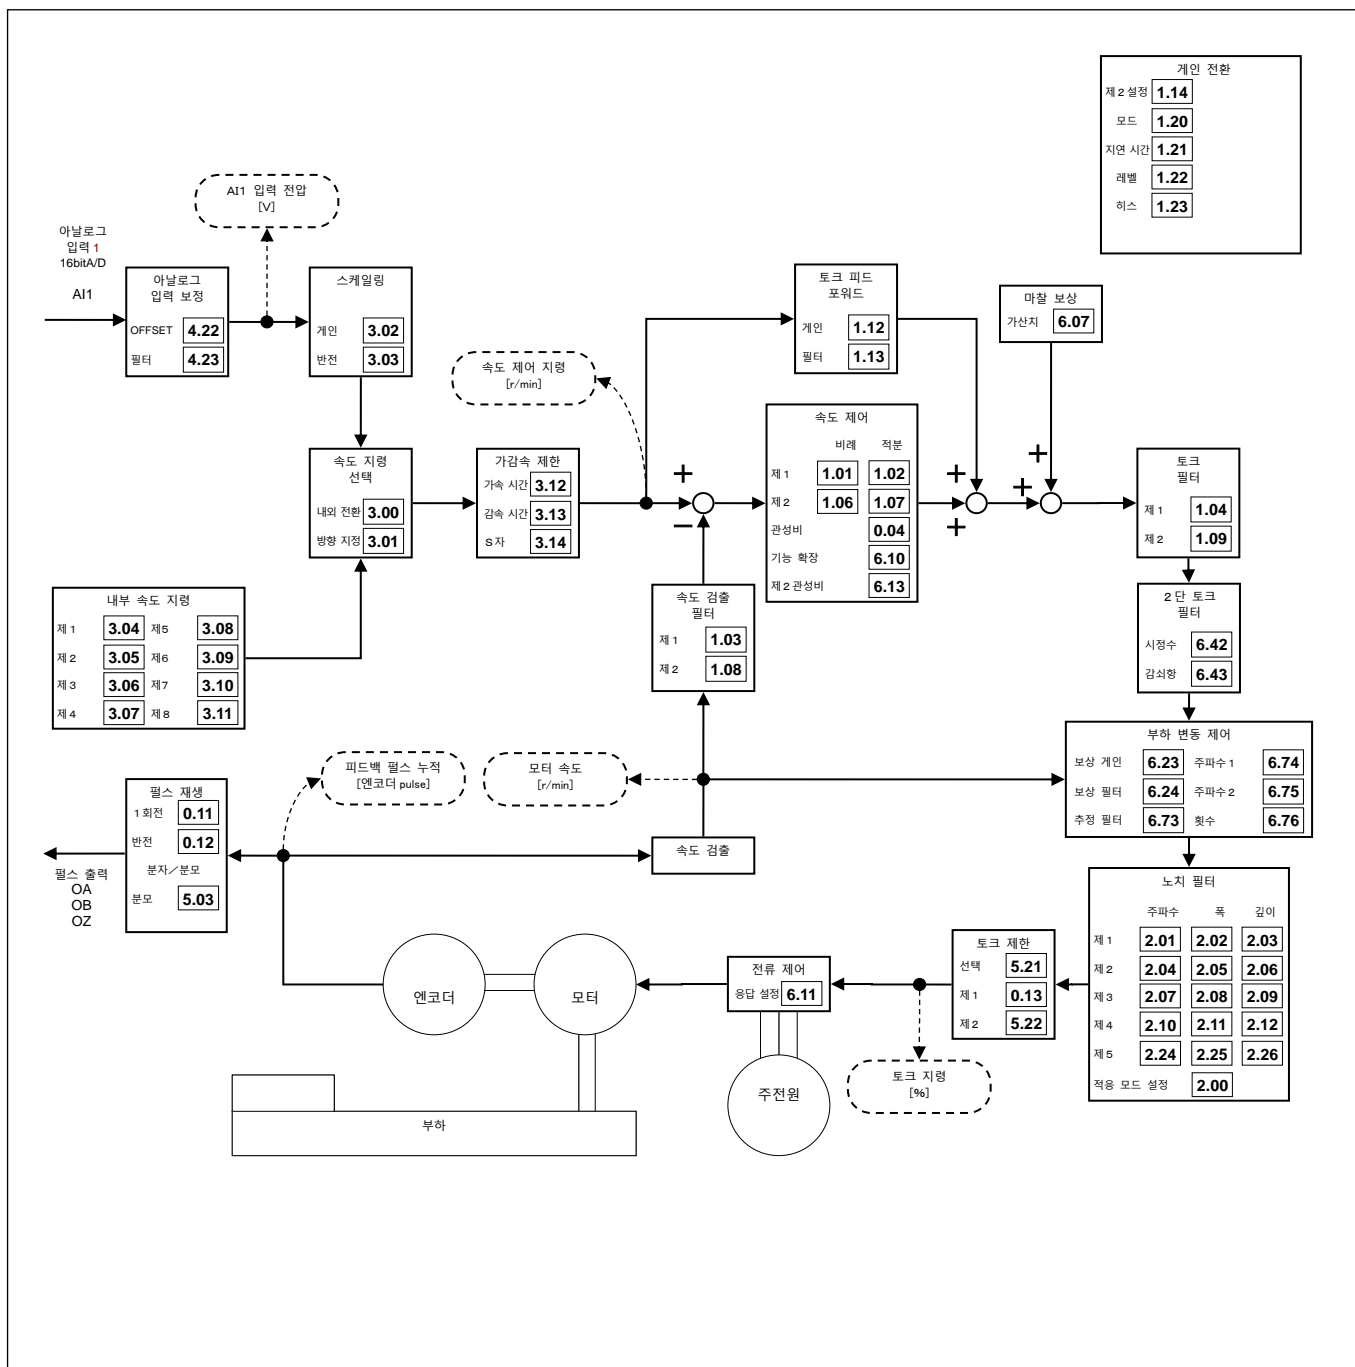 게인 전환
제 2 설정 1.14
모드 1.20
지연 시간 1.21
레벨 1.22
히스 1.23
AI1 입력 전압
[V]
아날로그
입력 1
16bitA/D
AI1
아날로그
입력 보정
OFFSET 4.22
필터 4.23
스케일링
게인 3.02
반전 3.03
토크 피드
포워드
게인 1.12
필터 1.13
마찰 보상
가산치 6.07
속도 제어 지령
[r/min]
속도 지령
선택
내외 전환 3.00
방향 지정 3.01
가감속 제한
가속 시간 3.12
감속 시간 3.13
S 자 3.14
+
−
속도 제어
비례 적분
제 1 1.01 1.02
제 2 1.06 1.07
관성비 0.04
기능 확장 6.10
제 2 관성비 6.13
+
+
+
+
토크
필터
제 1 1.04
제 2 1.09
내부 속도 지령
제 1 3.04 제5 3.08
제 2 3.05 제6 3.09
제 3 3.06 제7 3.10
제 4 3.07 제 8 3.11
속도 검출
필터
제 1 1.03
제 2 1.08
2 단 토크
필터
시정수 6.42
감쇠항 6.43
부하 변동 제어
보상 게인 6.23 주파수 1 6.74
보상 필터 6.24 주파수 2 6.75
추정 필터 6.73 횟수 6.76
피드백 펄스 누적
[엔코더 pulse]
모터 속도
[r/min]
펄스 재생
1 회전 0.11
반전 0.12
분자／분모
분모 5.03
펄스 출력
OA
OB
OZ
속도 검출
노치 필터
주파수 폭 깊이
제 1 2.01 2.02 2.03
제 2 2.04 2.05 2.06
제 3 2.07 2.08 2.09
제 4 2.10 2.11 2.12
제 5 2.24 2.25 2.26
적응 모드 설정 2.00
토크 제한
선택 5.21
제 1 0.13
제 2 5.22
전류 제어
응답 설정 6.11
엔코더
모터
토크 지령
[%]
주전원
부하